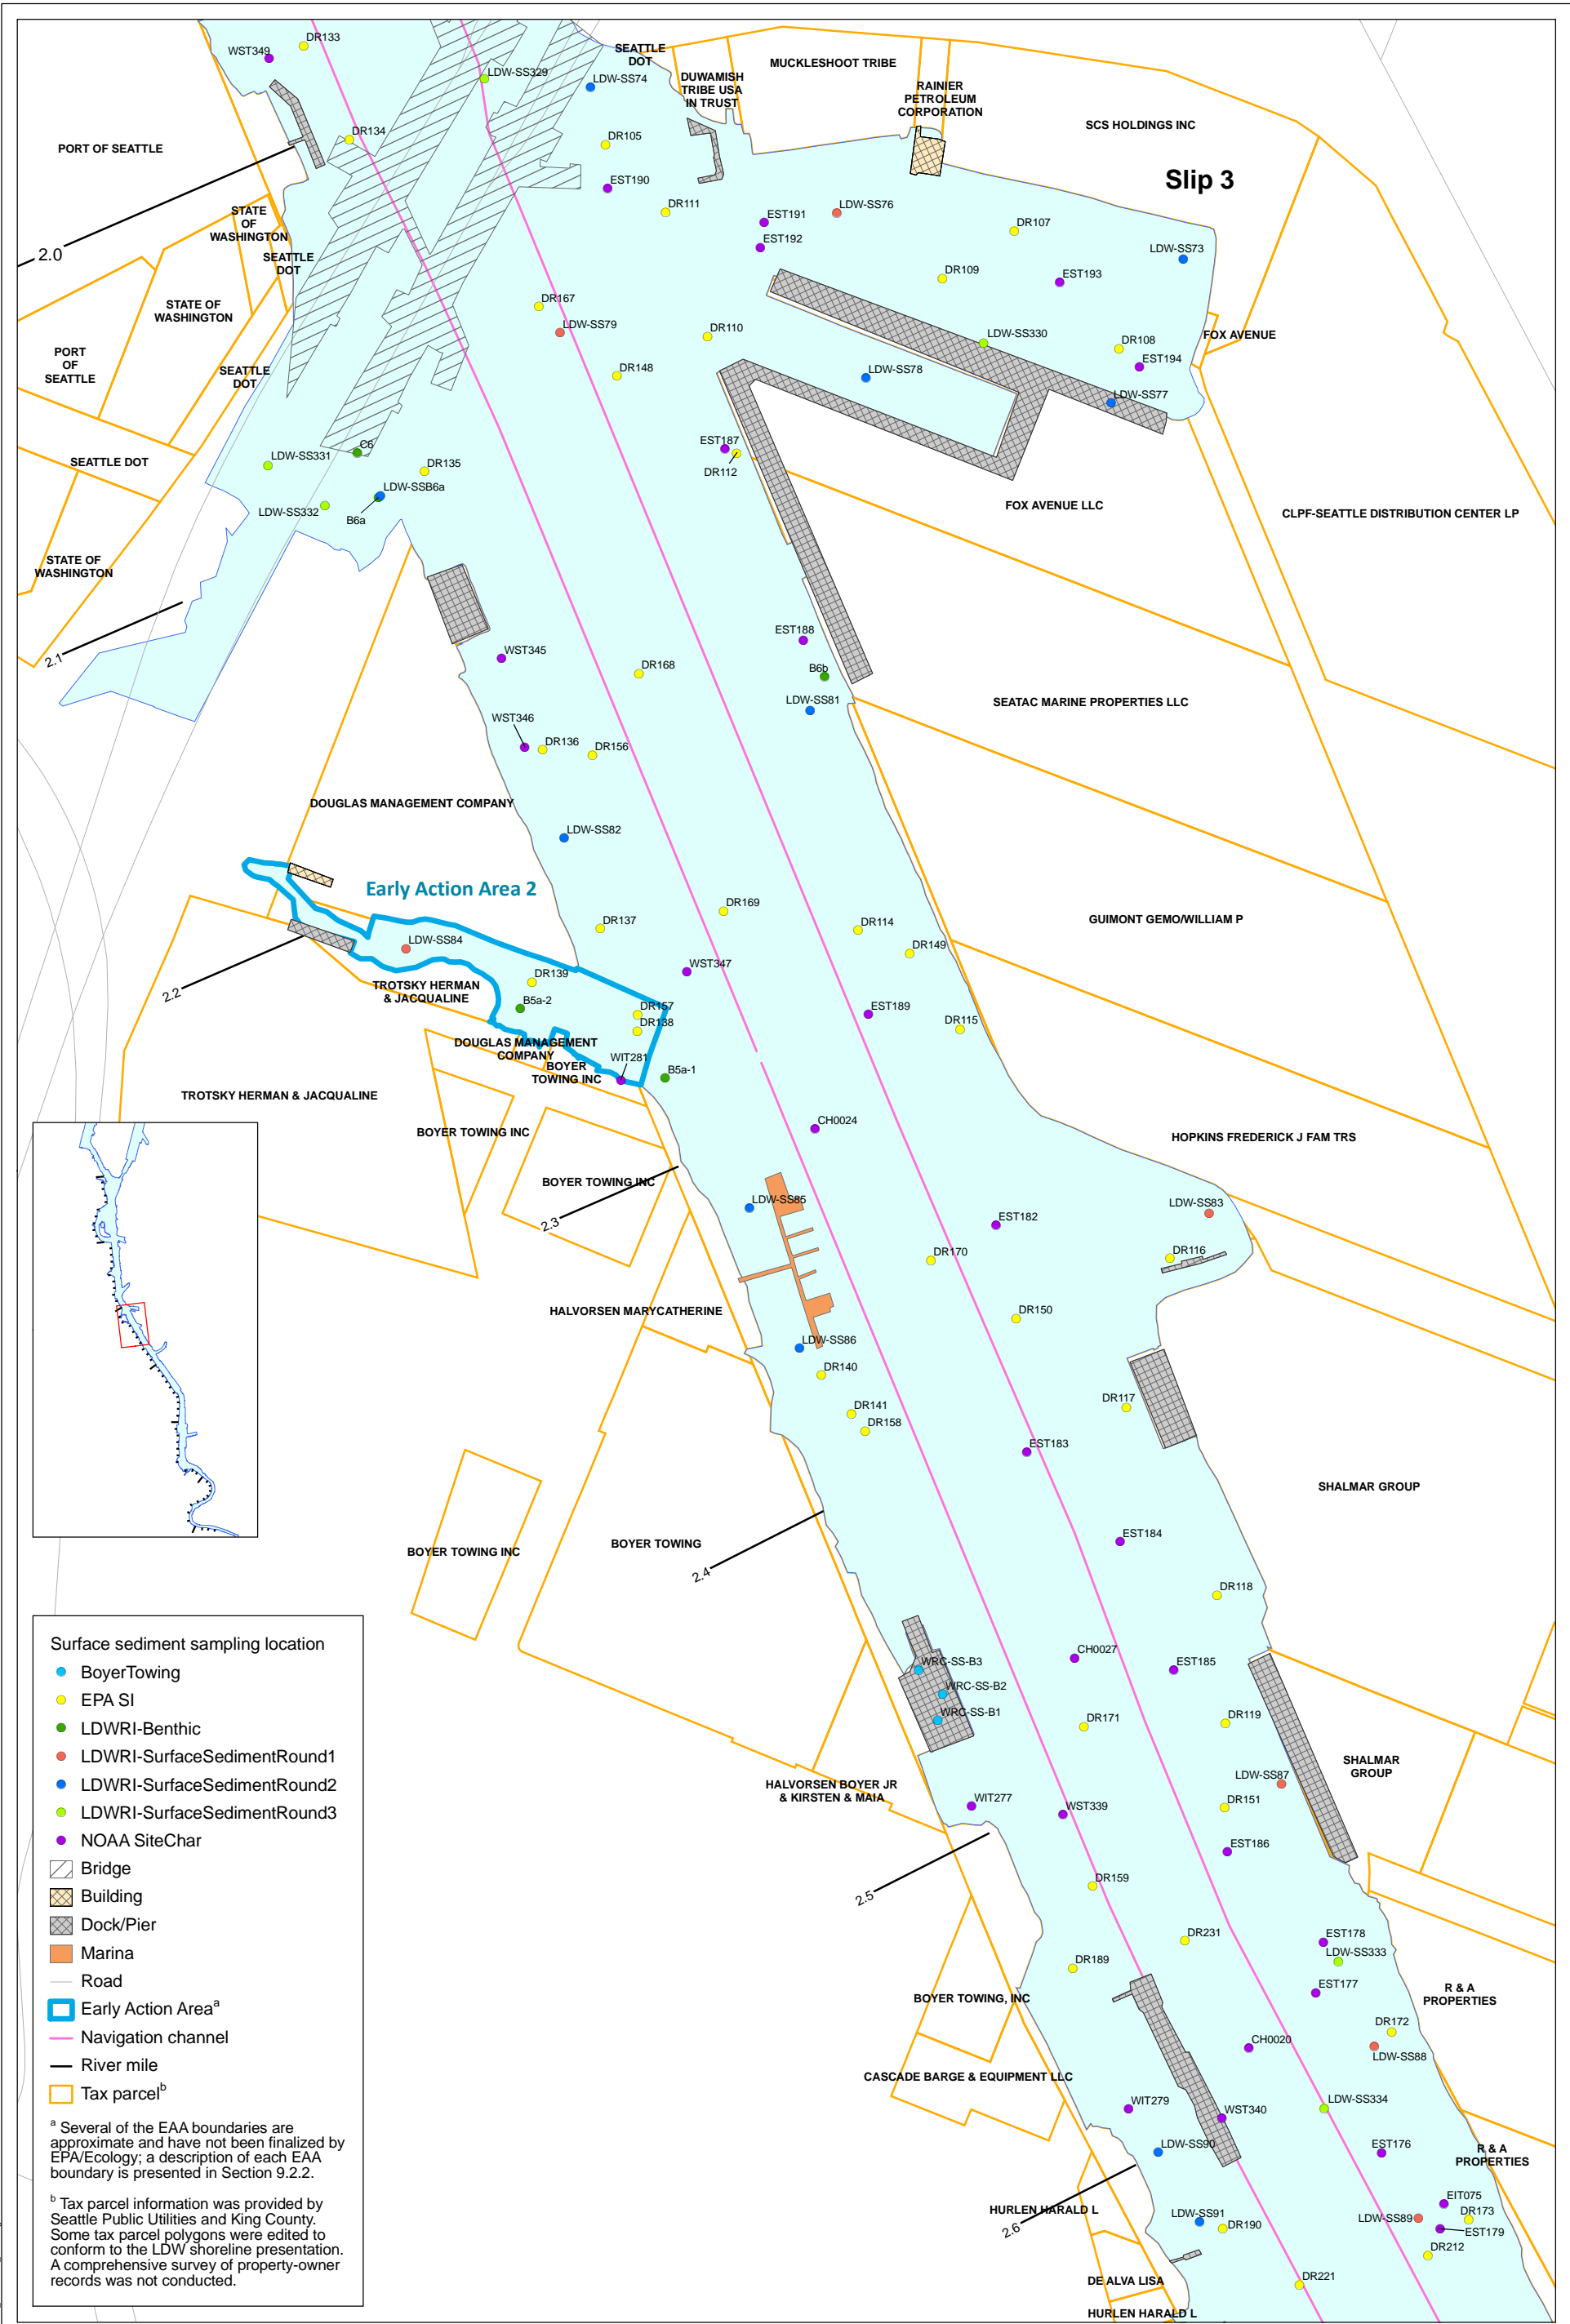 WST349
DR133
LDW-SS329
LDW-SS74
SEATTLE
DOT
DUWAMISH
TRIBE USA
IN TRUST
MUCKLESHOOT TRIBE
RAINIER
PETROLEUM
CORPORATION
SCS HOLDINGS INC
PORT OF SEATTLE
DR134
DR105
EST190
DR111
Slip 3
2.0
STATE
OF
WASHINGTON
SEATTLE
DOT
EST191
EST192
LDW-SS76
DR107
LDW-SS73
DR109
EST193
STATE OF
WASHINGTON
DR167
LDW-SS79
DR110
LDW-SS330
DR108
FOX AVENUE
PORT
OF
SEATTLE
SEATTLE
DOT
DR148
LDW-SS78
EST194
LDW-SS77
SEATTLE DOT
LDW-SS331
C6
DR135
EST187
DR112
LDW-SSB6a
B6a
LDW-SS332
FOX AVENUE LLC
CLPF-SEATTLE DISTRIBUTION CENTER LP
STATE OF
WASHINGTON
2.1
WST345
DR168
EST188
B6b
LDW-SS81
SEATAC MARINE PROPERTIES LLC
WST346
DR136
DR156
DOUGLAS MANAGEMENT COMPANY
LDW-SS82
Early Action Area 2
DR137
DR169
DR114
DR149
GUIMONT GEMO/WILLIAM P
LDW-SS84
2.2
TROTSKY HERMAN
& JACQUALINE
DR139
B5a-2
WST347
DR157
DR138
EST189
DR115
DOUGLAS MANAGEMENT
COMPANY
BOYER
TOWING INC
WIT281
B5a-1
TROTSKY HERMAN & JACQUALINE
BOYER TOWING INC
CH0024
HOPKINS FREDERICK J FAM TRS
BOYER TOWING INC
2.3
LDW-SS85
EST182
LDW-SS83
DR170
DR116
HALVORSEN MARYCATHERINE
DR150
LDW-SS86
DR140
DR141
DR158
DR117
EST183
SHALMAR GROUP
BOYER TOWING INC
BOYER TOWING
2.4
EST184
DR118
WRC-SS-B3
WRC-SS-B2
WRC-SS-B1
CH0027
EST185
DR171
DR119
HALVORSEN BOYER JR
& KIRSTEN & MAIA
WIT277
WST339
LDW-SS87
DR151
SHALMAR
GROUP
EST186
2.5
DR159
DR231
EST178
LDW-SS333
DR189
EST177
BOYER TOWING, INC
R & A
PROPERTIES
DR172
CH0020
LDW-SS88
CASCADE BARGE & EQUIPMENT LLC
WIT279
WST340
LDW-SS334
LDW-SS90
EST176
R & A
PROPERTIES
2.6
HURLEN HARALD L
LDW-SS91
DR190
EIT075
LDW-SS89
DR173
EST179
DR212
DE ALVA LISA
DR221
HURLEN HARALD L
Surface sediment sampling location
BoyerTowing
EPA SI
LDWRI-Benthic
LDWRI-SurfaceSedimentRound1
LDWRI-SurfaceSedimentRound2
LDWRI-SurfaceSedimentRound3
NOAA SiteChar
Bridge
Building
Dock/Pier
Marina
Road
Early Action Area a
Navigation channel
River mile
Tax parcel b
a Several of the EAA boundaries are
approximate and have not been finalized by
EPA/Ecology; a description of each EAA
boundary is presented in Section 9.2.2.
b Tax parcel information was provided by
Seattle Public Utilities and King County.
Some tax parcel polygons were edited to
conform to the LDW shoreline presentation.
A comprehensive survey of property-owner
records was not conducted.